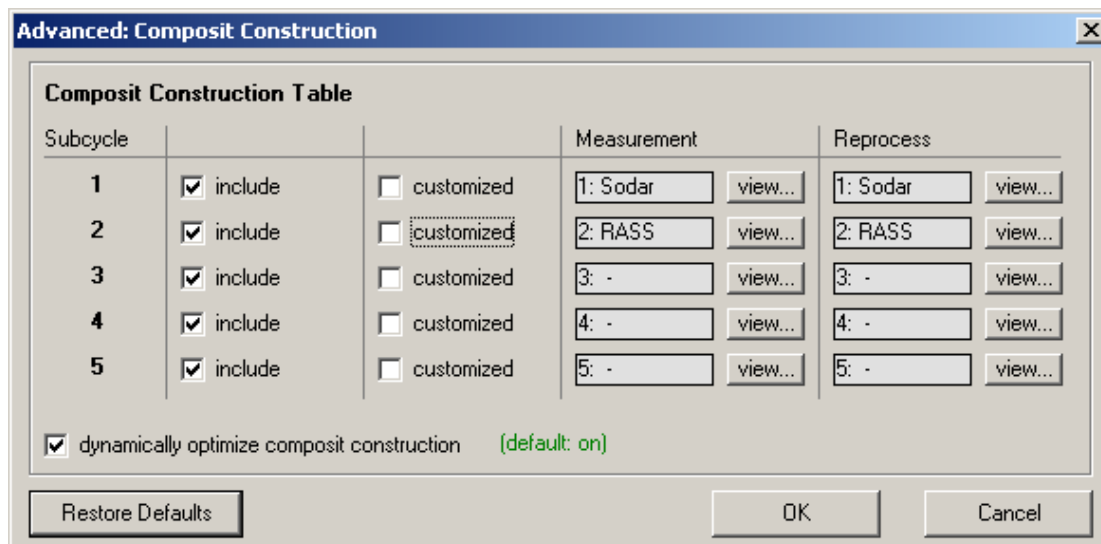 Advanced: Composit Construction
Composit Construction Table
Subcycle Measurement Reprocess
1 include customized 1: Sodar view... 1: Sodar view...
2 include customized 2: RASS view... 2: RASS view...
3 include customized 3: - view... 3: - view...
4 include customized 4: - view... 4: - view...
5 include customized 5: - view... 5: - view...
dynamically optimize composit construction (default: on)
Restore Defaults OK Cancel